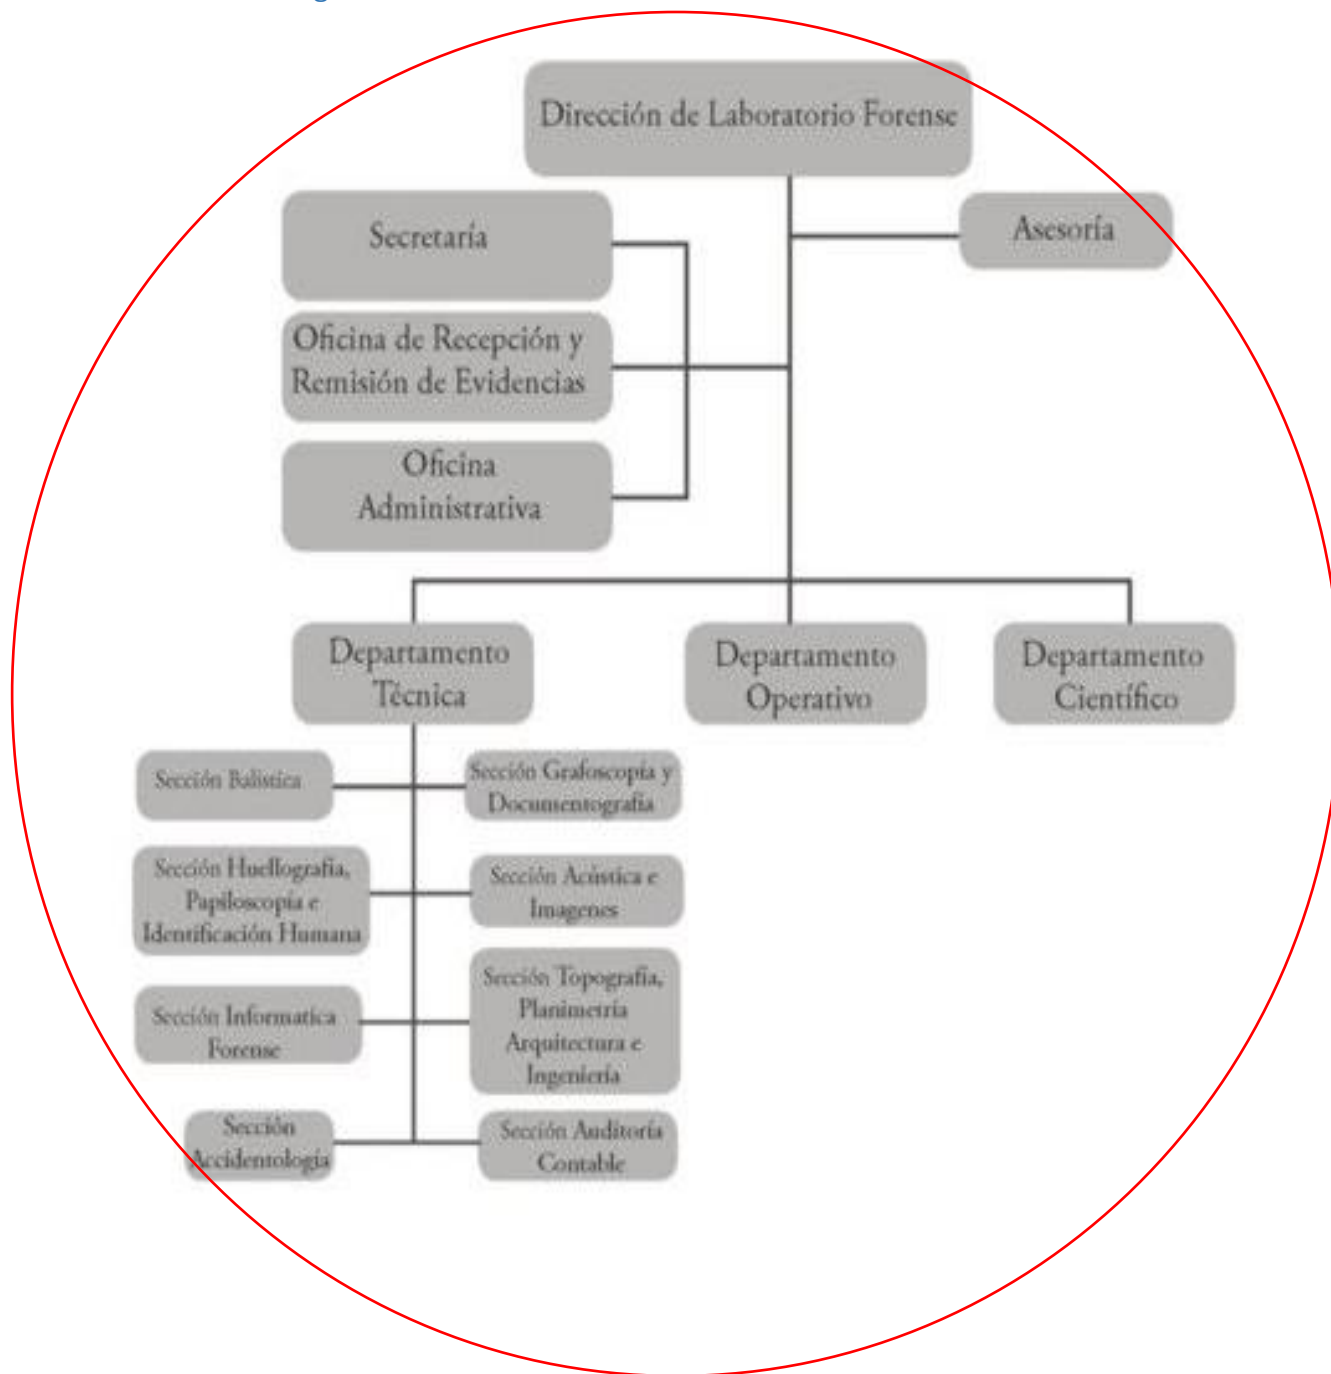 Dirección de Laboratorio Forense
Secretaría
Asesoría
Oficina de Recepción y
Remisión de Evidencias
Oficina
Administrativa
Departamento
Técnica
Departamento
Operativo
Departamento
Científico
Sección Balística
Sección Grafoscopía y
Documentografía
Sección Huellografía,
Papiloscopía e
Identificación Humana
Sección Acústica e
Imagenes
Sección Informatica
Forense
Sección Topografía,
Planimetría
Arquitectura e
Ingeniería
Sección
Accidentología
Sección Auditoría
Contable